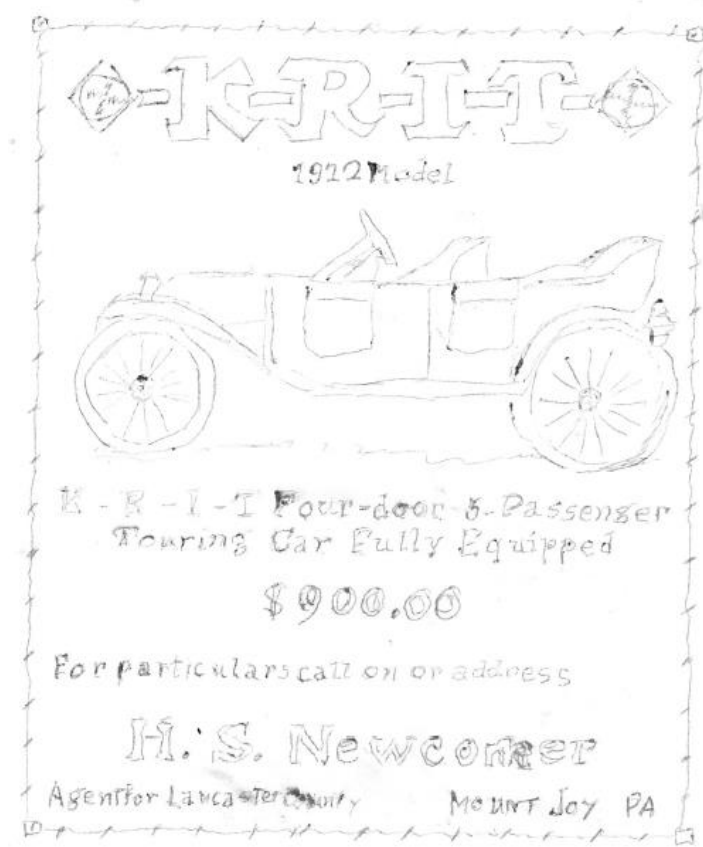 K-R-I-T
1912 Model
K-R-I-T Four-door 5-Passenger
Touring Car Fully Equipped
$900.00
For particulars call on or address
H. S. Newcomer
Agent for Lancaster County
MOUNT JOY PA